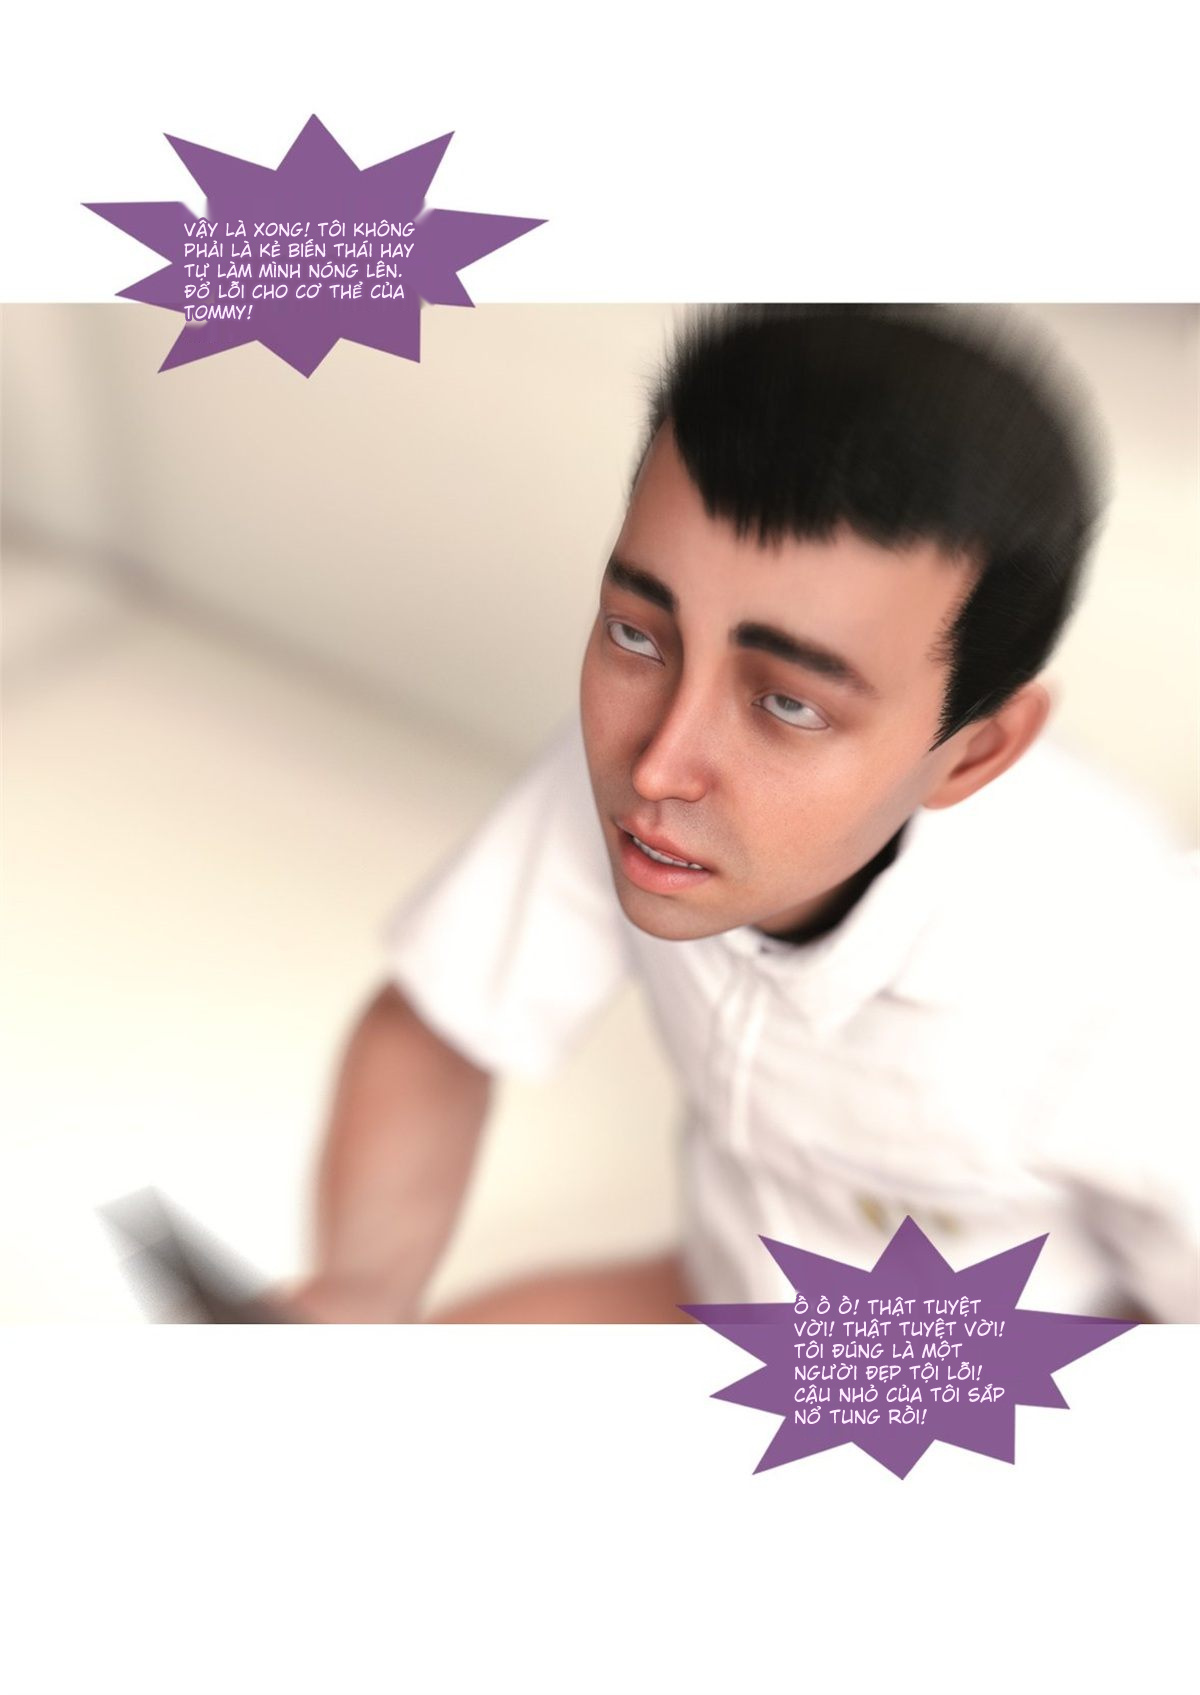 VẬY LÀ XONG! TÔI KHÔNG
PHẢI LÀ KẺ BIẾN THÁI HAY
TỰ LÀM MÌNH NÓNG LÊN.
ĐỔ LỖI CHO CƠ THỂ CỦA
TOMMY!
Ồ Ồ Ồ! THẬT TUYỆT
VỜI! THẬT TUYỆT VỜI!
TÔI ĐÚNG LÀ MỘT
NGƯỜI ĐẸP TỘI LỖI!
CẬU NHỎ CỦA TÔI SẮP
NỔ TUNG RỒI!